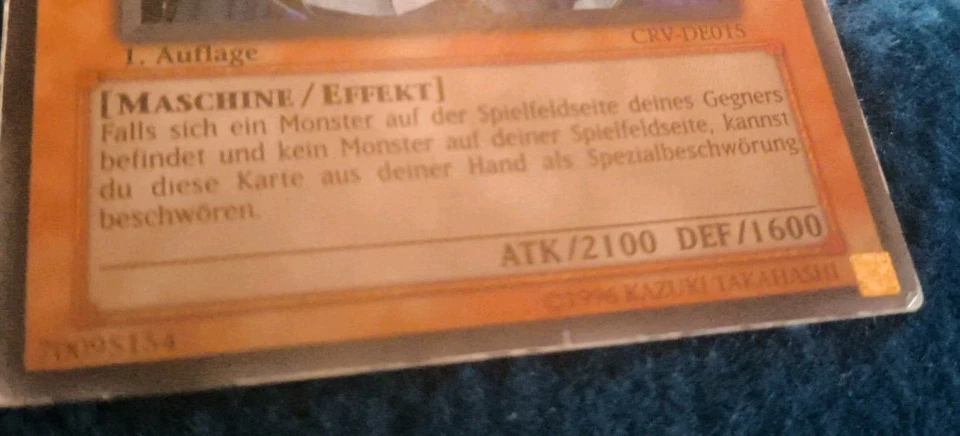 CRV-DE015
1. Auflage
[MASCHINE / EFFEKT]
Falls sich ein Monster auf der Spielfeldseite deines Gegners
befindet und kein Monster auf deiner Spielfeldseite, kannst
du diese Karte aus deiner Hand als Spezialbeschwörung
beschwören.
ATK/2100 DEF/1600
©1996 KAZUKI TAKAHASHI
70095154